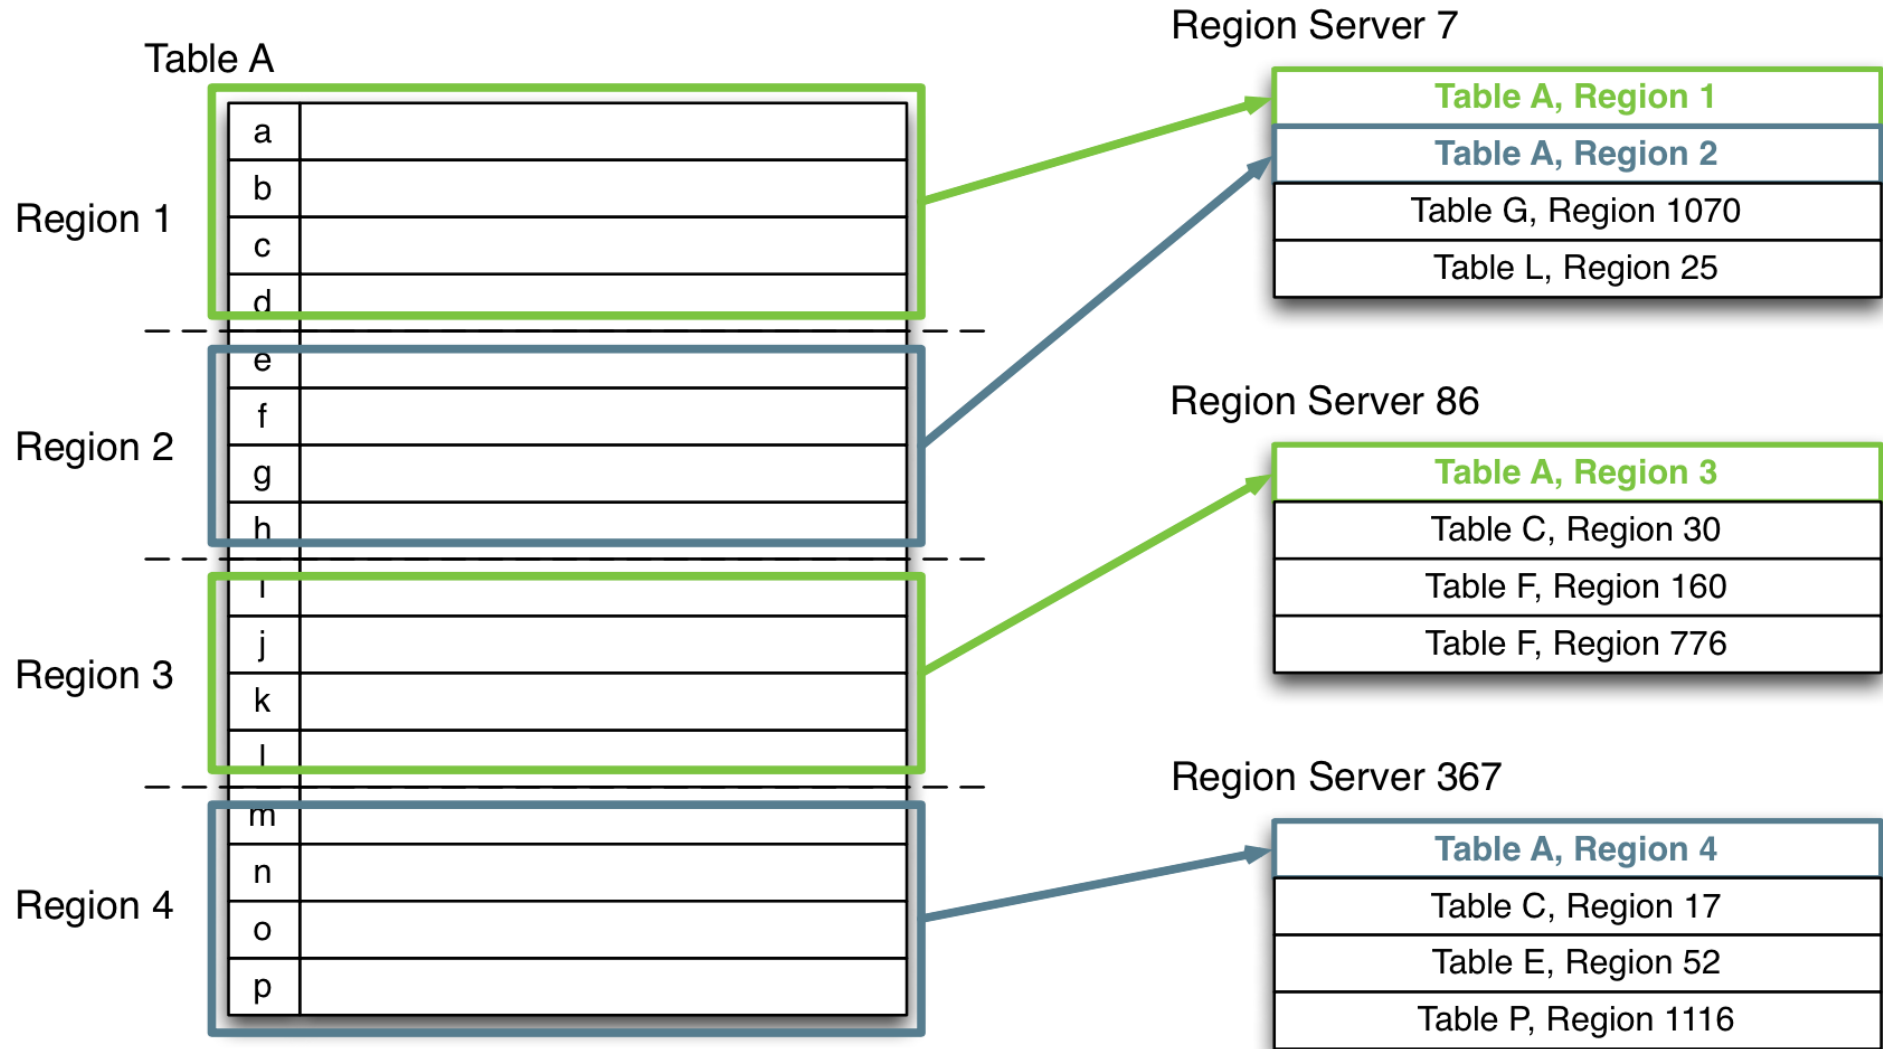 Table A
Region 1
a
b
c
d
Region 2
e
f
g
h
Region 3
i
j
k
l
Region 4
m
n
o
p
Region Server 7
Table A, Region 1
Table A, Region 2
Table G, Region 1070
Table L, Region 25
Region Server 86
Table A, Region 3
Table C, Region 30
Table F, Region 160
Table F, Region 776
Region Server 367
Table A, Region 4
Table C, Region 17
Table E, Region 52
Table P, Region 1116